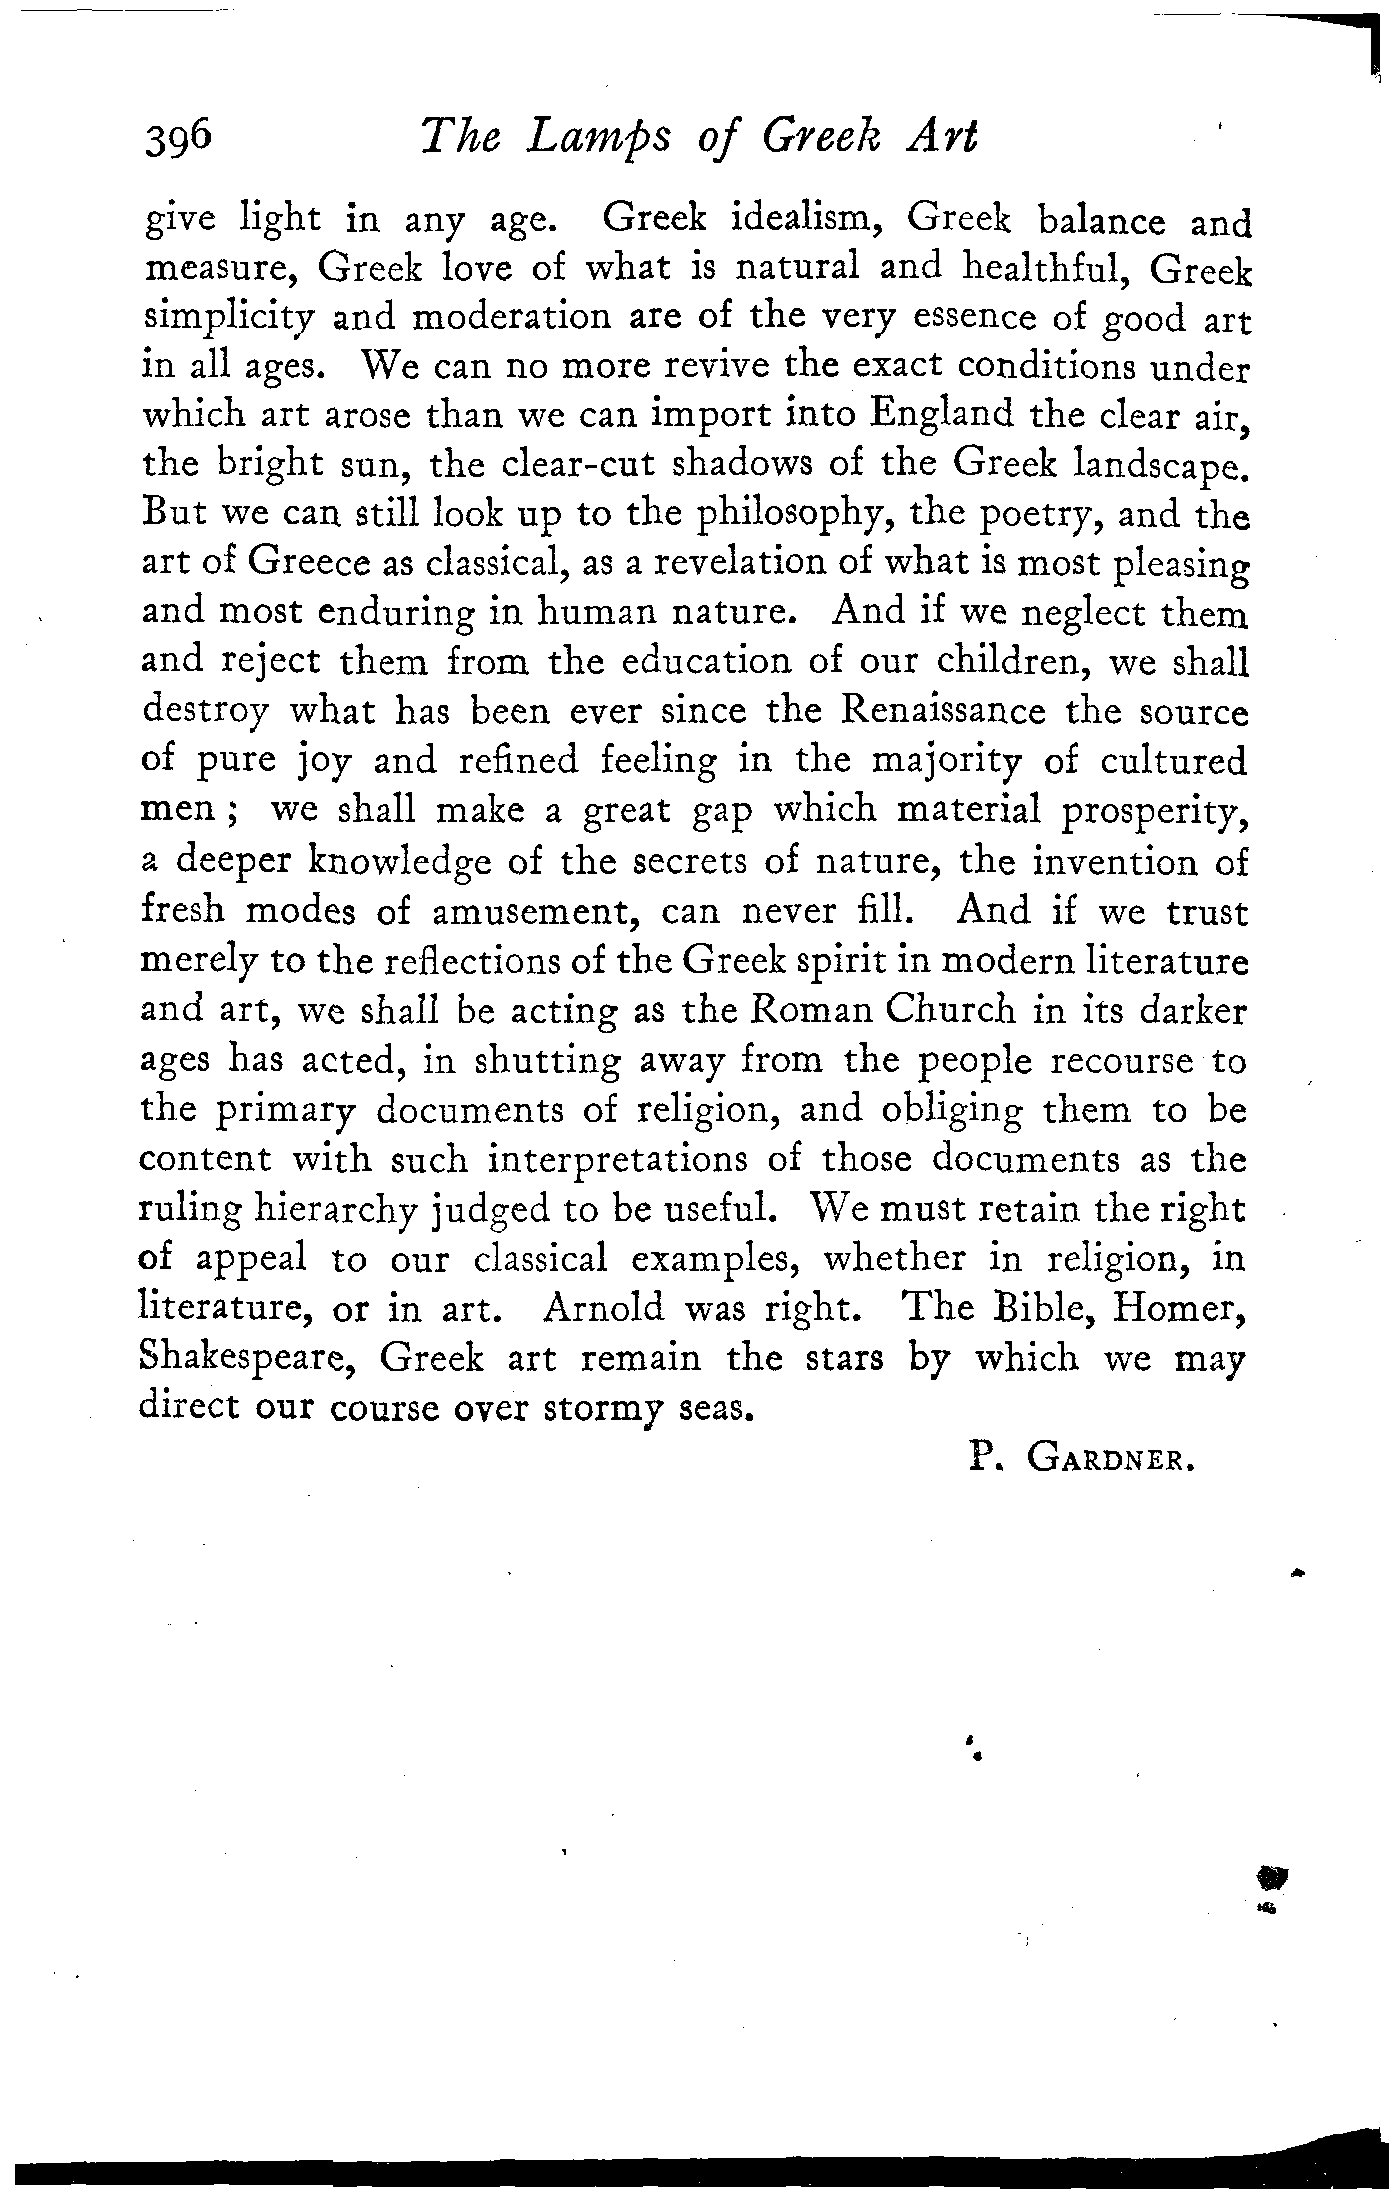 396 The Lamps of Greek Art
give light in any age. Greek idealism, Greek balance and
measure, Greek love of what is natural and healthful, Greek
simplicity and moderation are of the very essence of good art
in all ages. We can no more revive the exact conditions under
which art arose than we can import into England the clear air,
the bright sun, the clear-cut shadows of the Greek landscape.
But we can still look up to the philosophy, the poetry, and the
art of Greece as classical, as a revelation of what is most pleasing
and most enduring in human nature. And if we neglect them
and reject them from the education of our children, we shall
destroy what has been ever since the Renaissance the source
of pure joy and refined feeling in the majority of cultured
men ; we shall make a great gap which material prosperity,
a deeper knowledge of the secrets of nature, the invention of
fresh modes of amusement, can never fill. And if we trust
merely to the reflections of the Greek spirit in modern literature
and art, we shall be acting as the Roman Church in its darker
ages has acted, in shutting away from the people recourse to
the primary documents of religion, and obliging them to be
content with such interpretations of those documents as the
ruling hierarchy judged to be useful. We must retain the right
of appeal to our classical examples, whether in religion, in
literature, or in art. Arnold was right. The Bible, Homer,
Shakespeare, Greek art remain the stars by which we may
direct our course over stormy seas.
P. GARDNER.